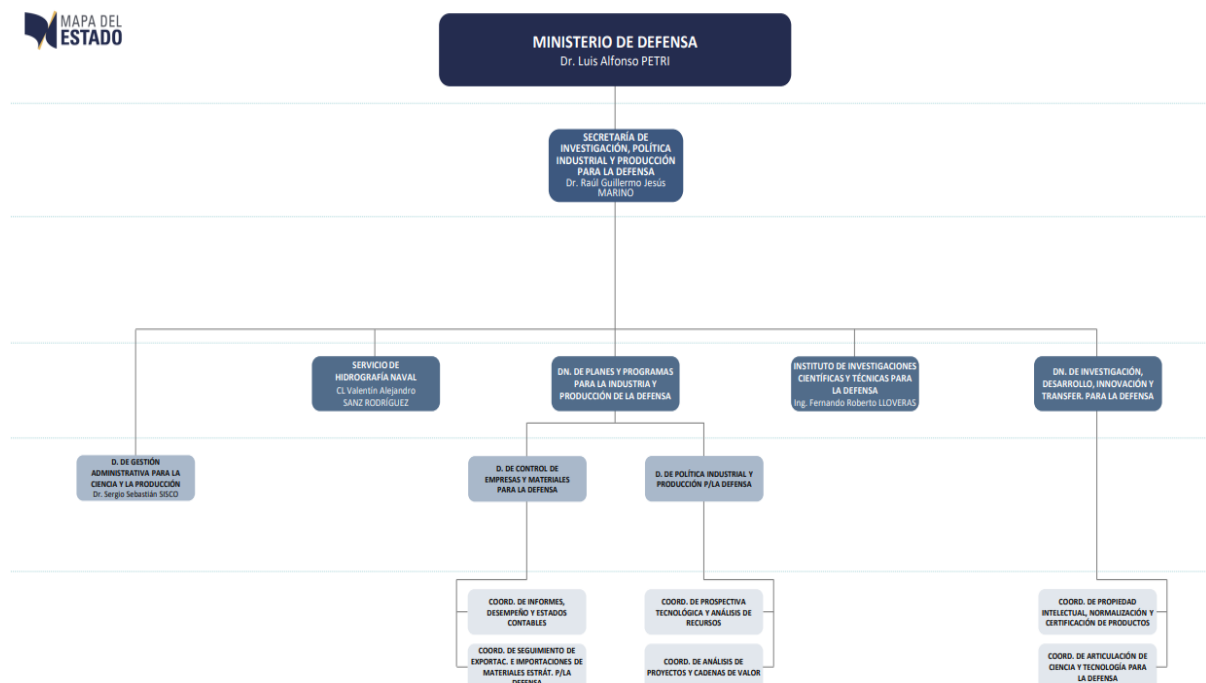 MAPA DEL
ESTADO
MINISTERIO DE DEFENSA
Dr. Luis Alfonso PETRI
SECRETARÍA DE
INVESTIGACIÓN, POLÍTICA
INDUSTRIAL Y PRODUCCIÓN
PARA LA DEFENSA
Dr. Raúl Guillermo Jesús
MARINO
SERVICIO DE
HIDROGRAFÍA NAVAL
CL Valentín Alejandro
SANZ RODRÍGUEZ
DN. DE PLANES Y PROGRAMAS
PARA LA INDUSTRIA Y
PRODUCCIÓN DE LA DEFENSA
INSTITUTO DE INVESTIGACIONES
CIENTÍFICAS Y TÉCNICAS PARA
LA DEFENSA
Ing. Fernando Roberto LLOVERAS
DN. DE INVESTIGACIÓN,
DESARROLLO, INNOVACIÓN Y
TRANSFER. PARA LA DEFENSA
D. DE GESTIÓN
ADMINISTRATIVA PARA LA
CIENCIA Y LA PRODUCCIÓN
Dr. Sergio Sebastián SISCO
D. DE CONTROL DE
EMPRESAS Y MATERIALES
PARA LA DEFENSA
D. DE POLÍTICA INDUSTRIAL Y
PRODUCCIÓN P/LA DEFENSA
COORD. DE INFORMES,
DESEMPEÑO Y ESTADOS
CONTABLES
COORD. DE PROSPECTIVA
TECNOLÓGICA Y ANÁLISIS DE
RECURSOS
COORD. DE PROPIEDAD
INTELECTUAL, NORMALIZACIÓN Y
CERTIFICACIÓN DE PRODUCTOS
COORD. DE SEGUIMIENTO DE
EXPORTAC. E IMPORTACIONES DE
MATERIALES ESTRÁT. P/LA
DEFENSA
COORD. DE ANÁLISIS DE
PROYECTOS Y CADENAS DE VALOR
COORD. DE ARTICULACIÓN DE
CIENCIA Y TECNOLOGÍA PARA
LA DEFENSA